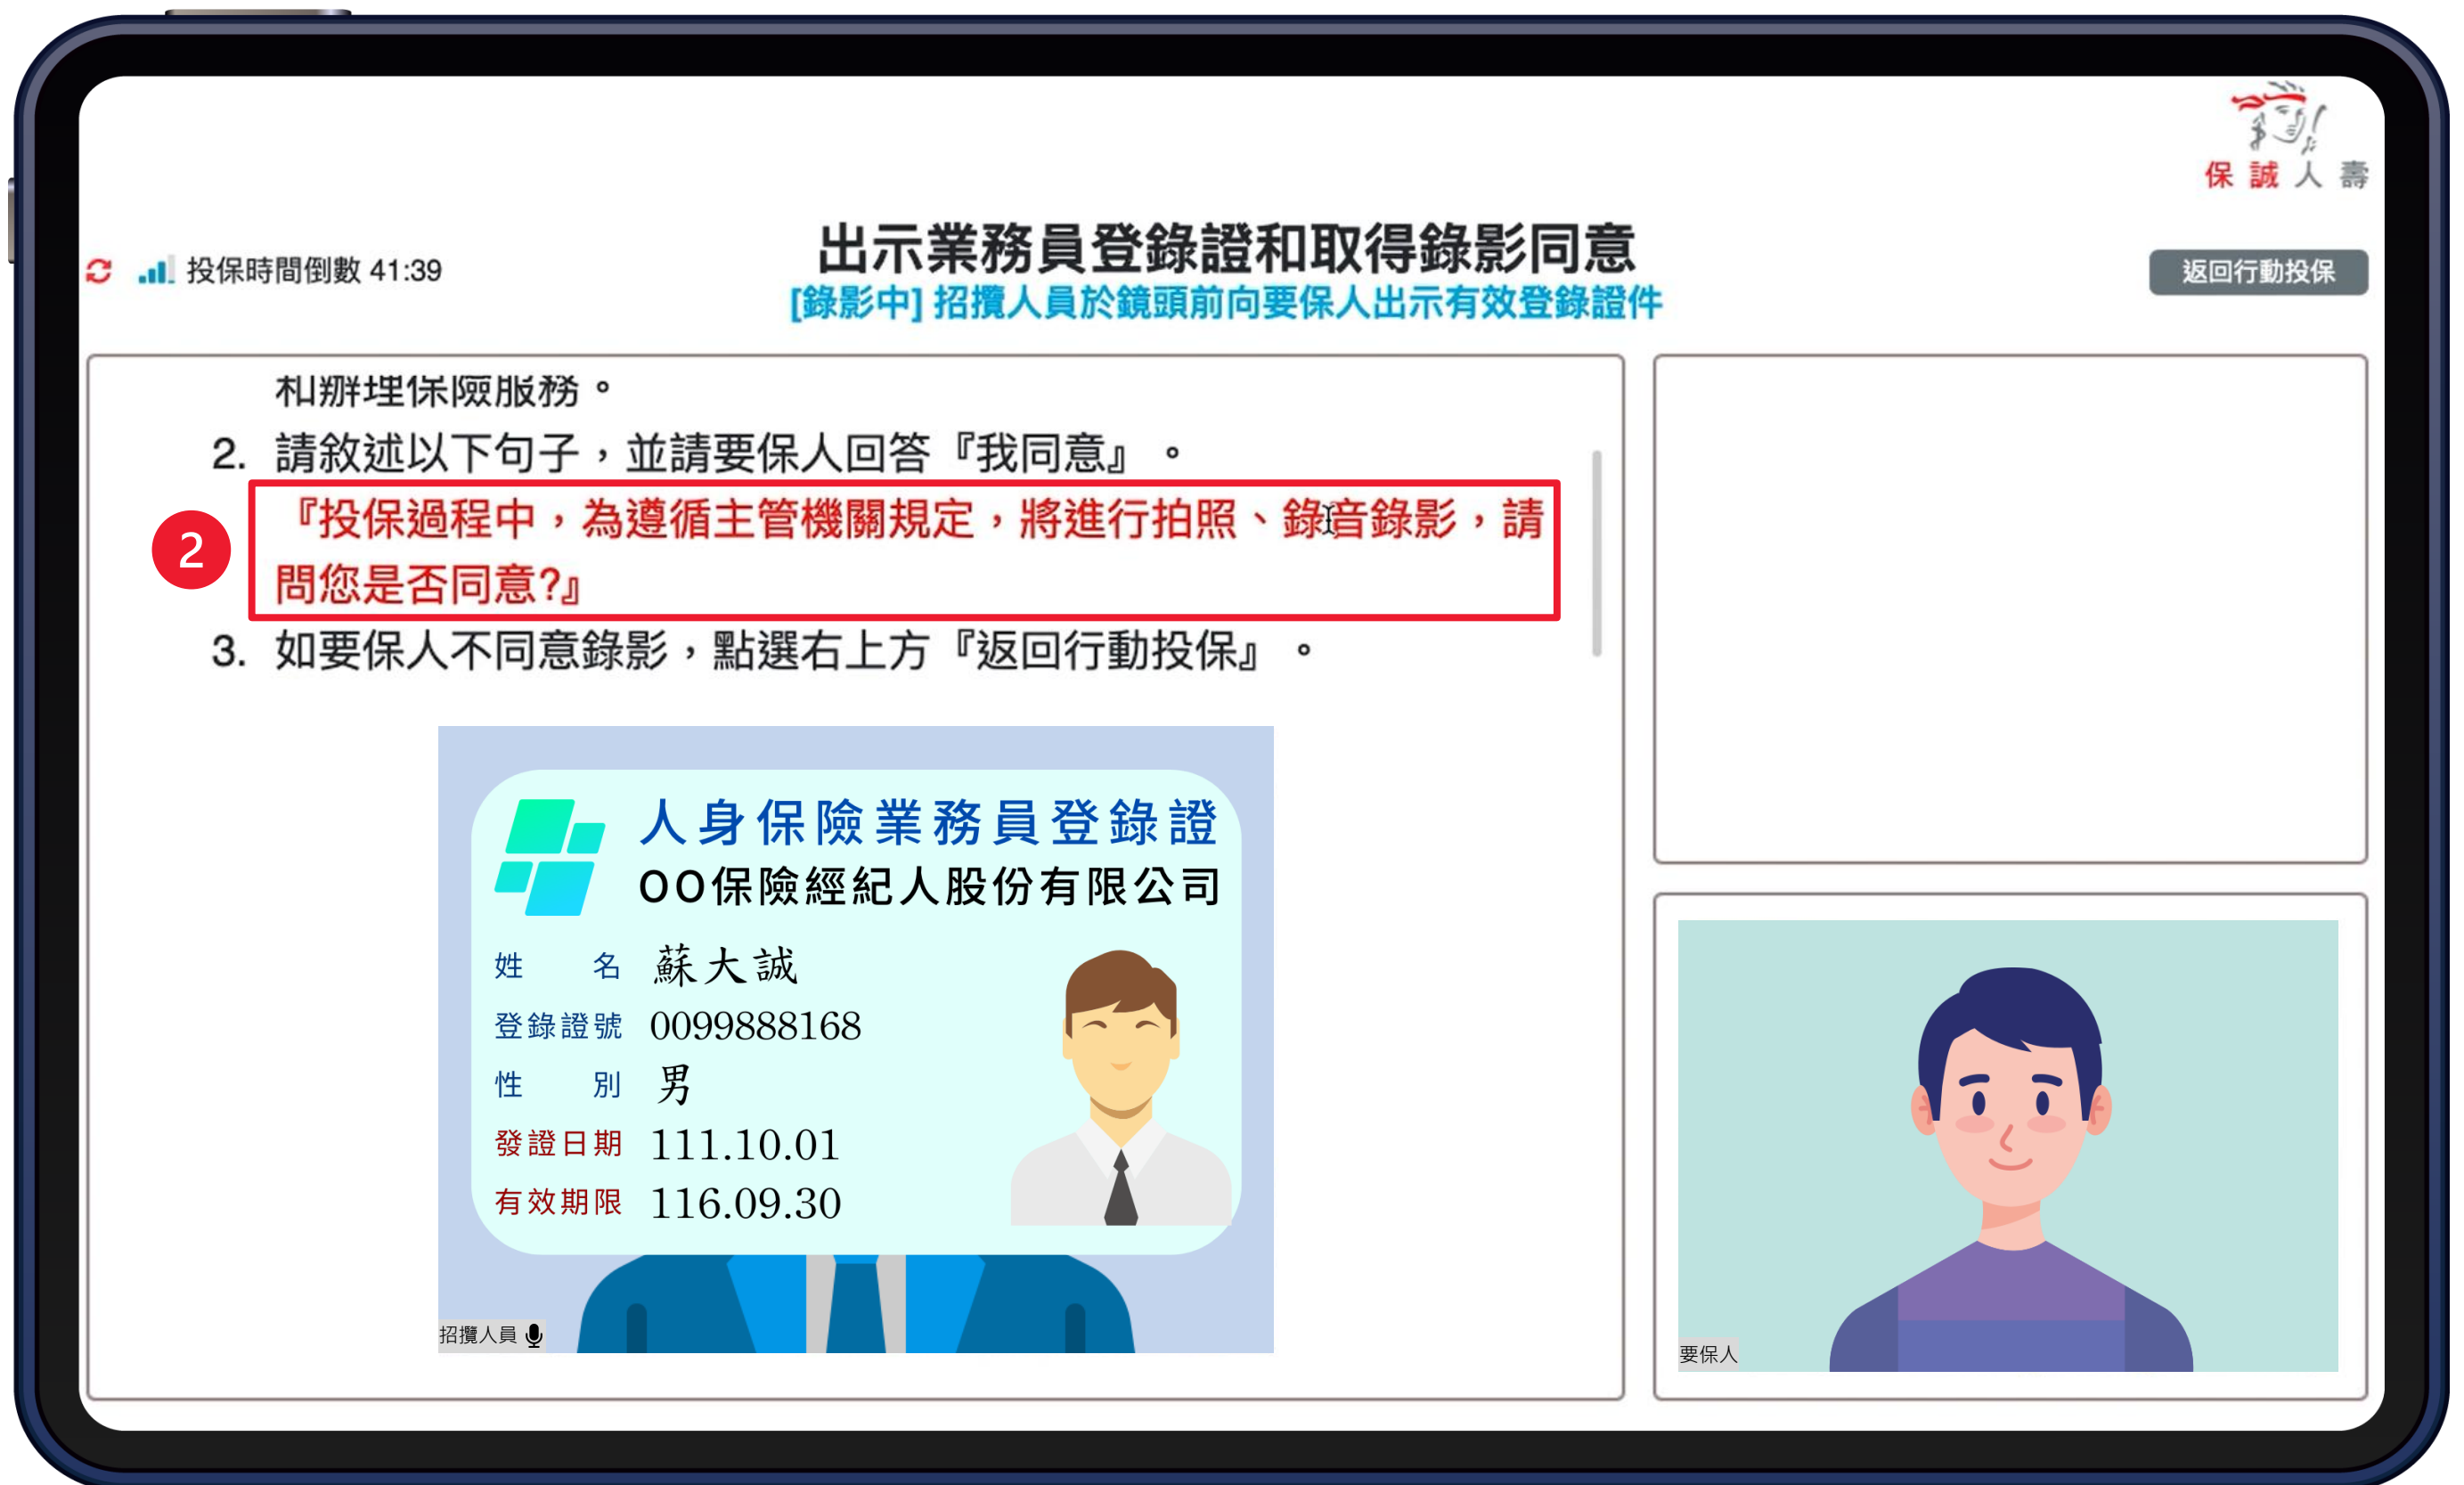 保誠人壽
投保時間倒數 41:39
出示業務員登錄證和取得錄影同意
[錄影中] 招攬人員於鏡頭前向要保人出示有效登錄證件
返回行動投保
和辦理保險服務。
2. 請敘述以下句子，並請要保人回答『我同意』。
2
『投保過程中，為遵循主管機關規定，將進行拍照、錄音錄影，請
問您是否同意?』
3. 如要保人不同意錄影，點選右上方『返回行動投保』。
人身保險業務員登錄證
OO保險經紀人股份有限公司
姓名 蘇大誠
登錄證號 0099888168
性別 男
發證日期 111.10.01
有效期限 116.09.30
招攬人員
要保人